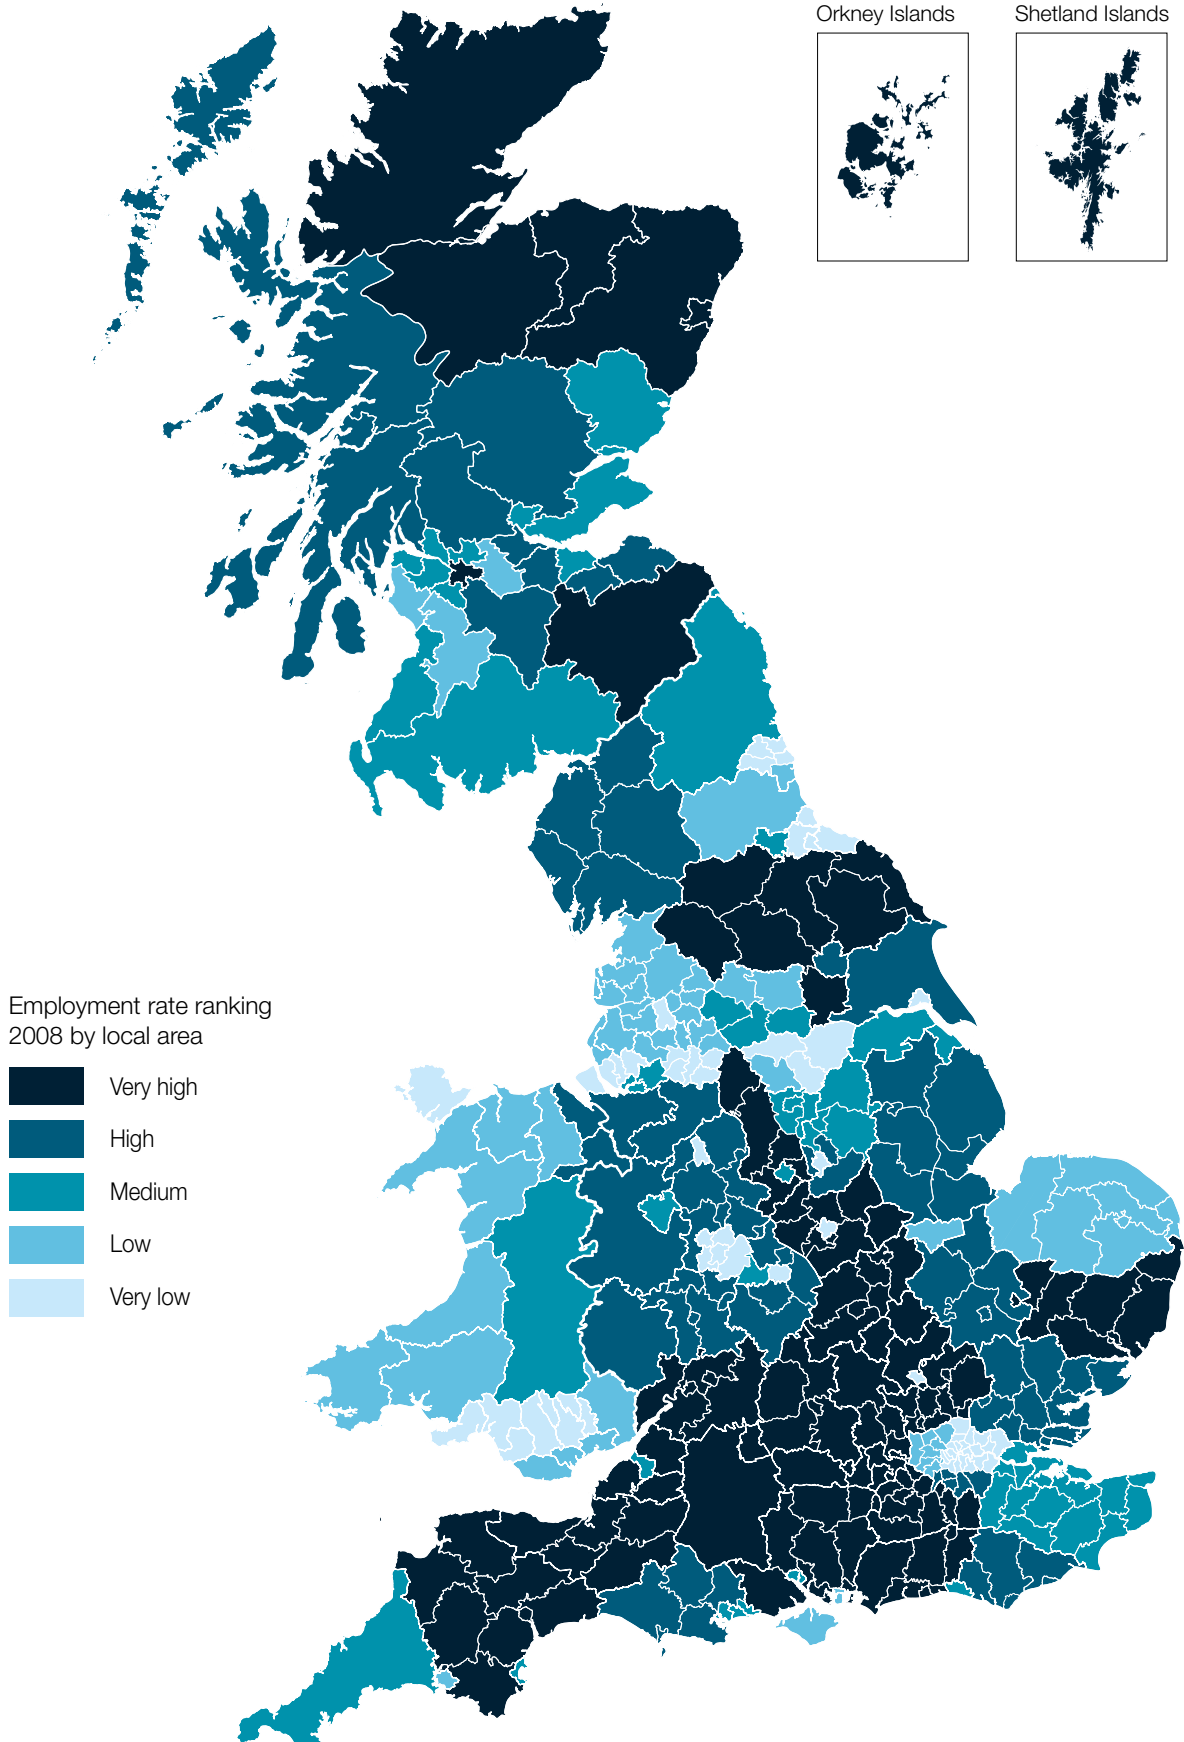 Orkney Islands
Shetland Islands
Employment rate ranking
2008 by local area
Very high
High
Medium
Low
Very low